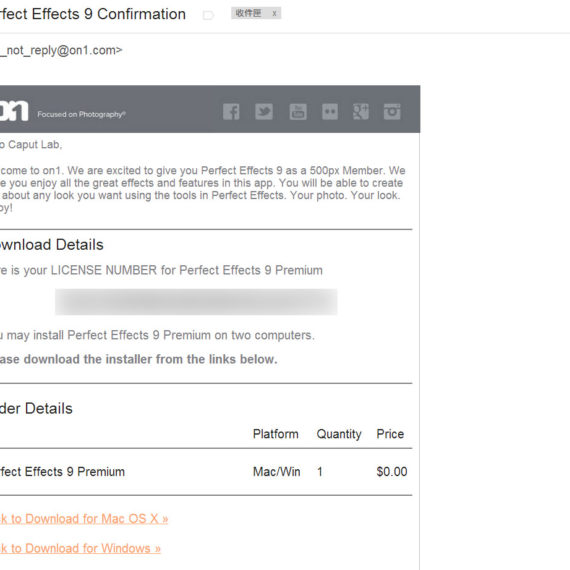 rfect Effects 9 Confirmation 收件匣 x
_not_reply@on1.com>
on Focused on Photography®
o Caput Lab,
come to on1. We are excited to give you Perfect Effects 9 as a 500px Member. We
e you enjoy all the great effects and features in this app. You will be able to create
about any look you want using the tools in Perfect Effects. Your photo. Your look.
oy!
wnload Details
re is your LICENSE NUMBER for Perfect Effects 9 Premium
u may install Perfect Effects 9 Premium on two computers.
ase download the installer from the links below.
der Details
Platform Quantity Price
fect Effects 9 Premium Mac/Win 1 $0.00
k to Download for Mac OS X »
k to Download for Windows »